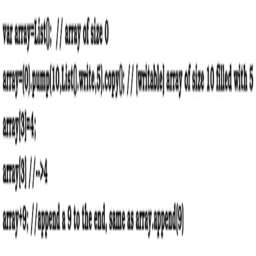 var array=List();  // array of size 0
array=(0).pump(10,List().write,5).copy(); // [writable] array of size 10 filled with 5
array[3]=4;
array[3] //-->4
array+9; //append a 9 to the end, same as array.append(9)